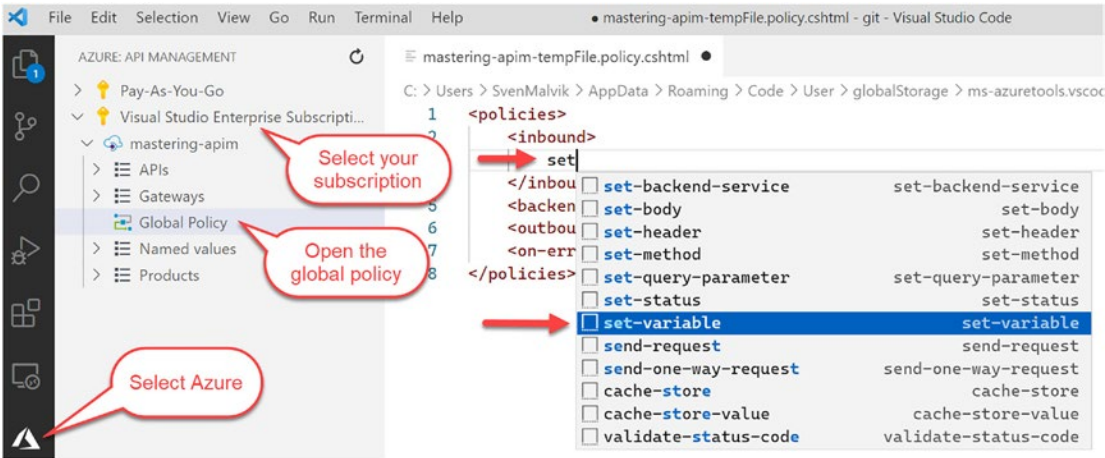 File Edit Selection View Go Run Terminal Help ● mastering-apim-tempFile.policy.cshtml - git - Visual Studio Code
1
AZURE: API MANAGEMENT
Pay-As-You-Go
Visual Studio Enterprise Subscripti...
mastering-apim
APIs
Gateways
Global Policy
Named values
Products
Select your
subscription
Open the
global policy
Select Azure
mastering-apim-tempFile.policy.cshtml ●
C: > Users > SvenMalvik > AppData > Roaming > Code > User > globalStorage > ms-azuretools.vscod
1 <policies>
2 <inbound>
set
</inbou
5 <backen
6 <outbou
7 <on-err
8 </policies>
set-backend-service set-backend-service
set-body set-body
set-header set-header
set-method set-method
set-query-parameter set-query-parameter
set-status set-status
set-variable set-variable
send-request send-request
send-one-way-request send-one-way-request
cache-store cache-store
cache-store-value cache-store-value
validate-status-code validate-status-code